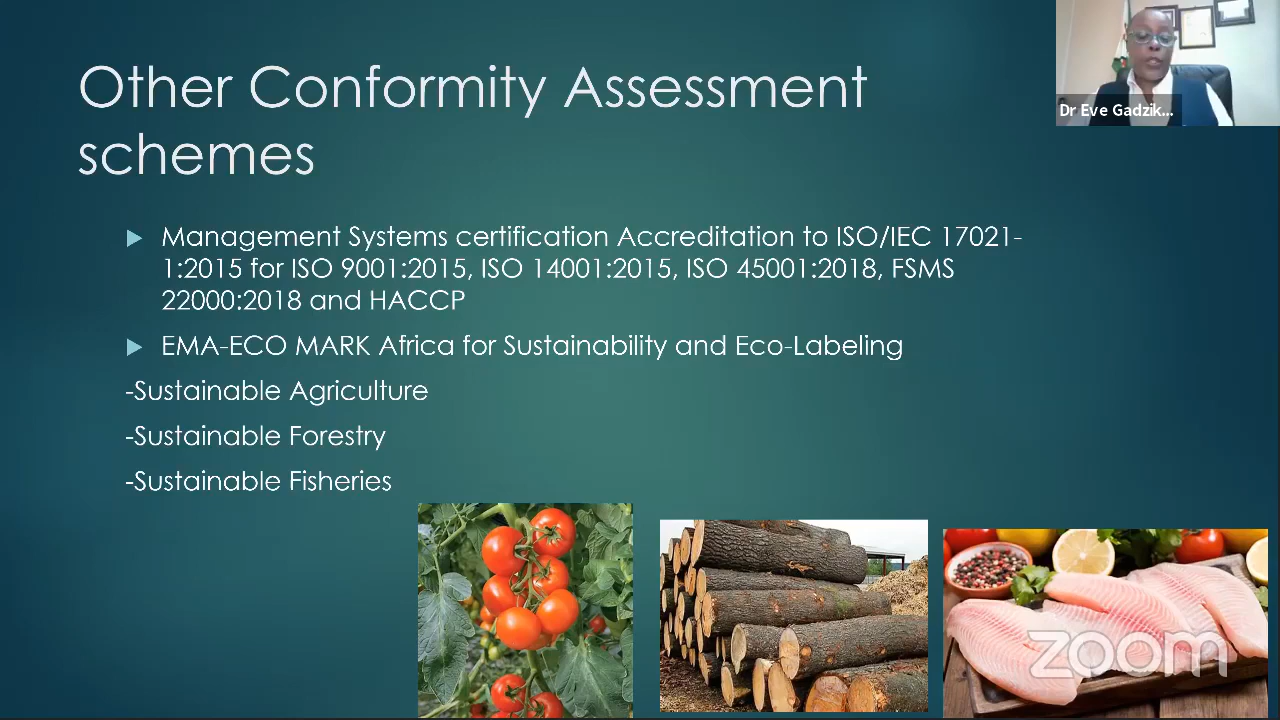 Other Conformity Assessment
schemes
Dr Eve Gadzik...
Management Systems certification Accreditation to ISO/IEC 17021-
1:2015 for ISO 9001:2015, ISO 14001:2015, ISO 45001:2018, FSMS
22000:2018 and HACCP
EMA-ECO MARK Africa for Sustainability and Eco-Labeling
-Sustainable Agriculture
-Sustainable Forestry
-Sustainable Fisheries
zoom